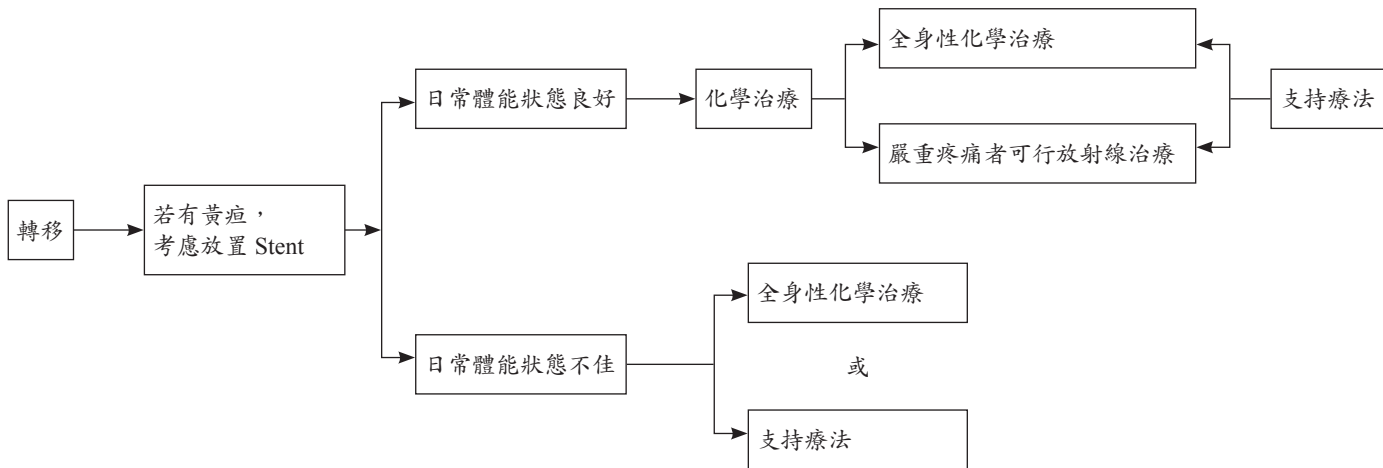 轉移
若有黃疸，
考慮放置 Stent
日常體能狀態良好
化學治療
全身性化學治療
嚴重疼痛者可行放射線治療
支持療法
日常體能狀態不佳
全身性化學治療
或
支持療法